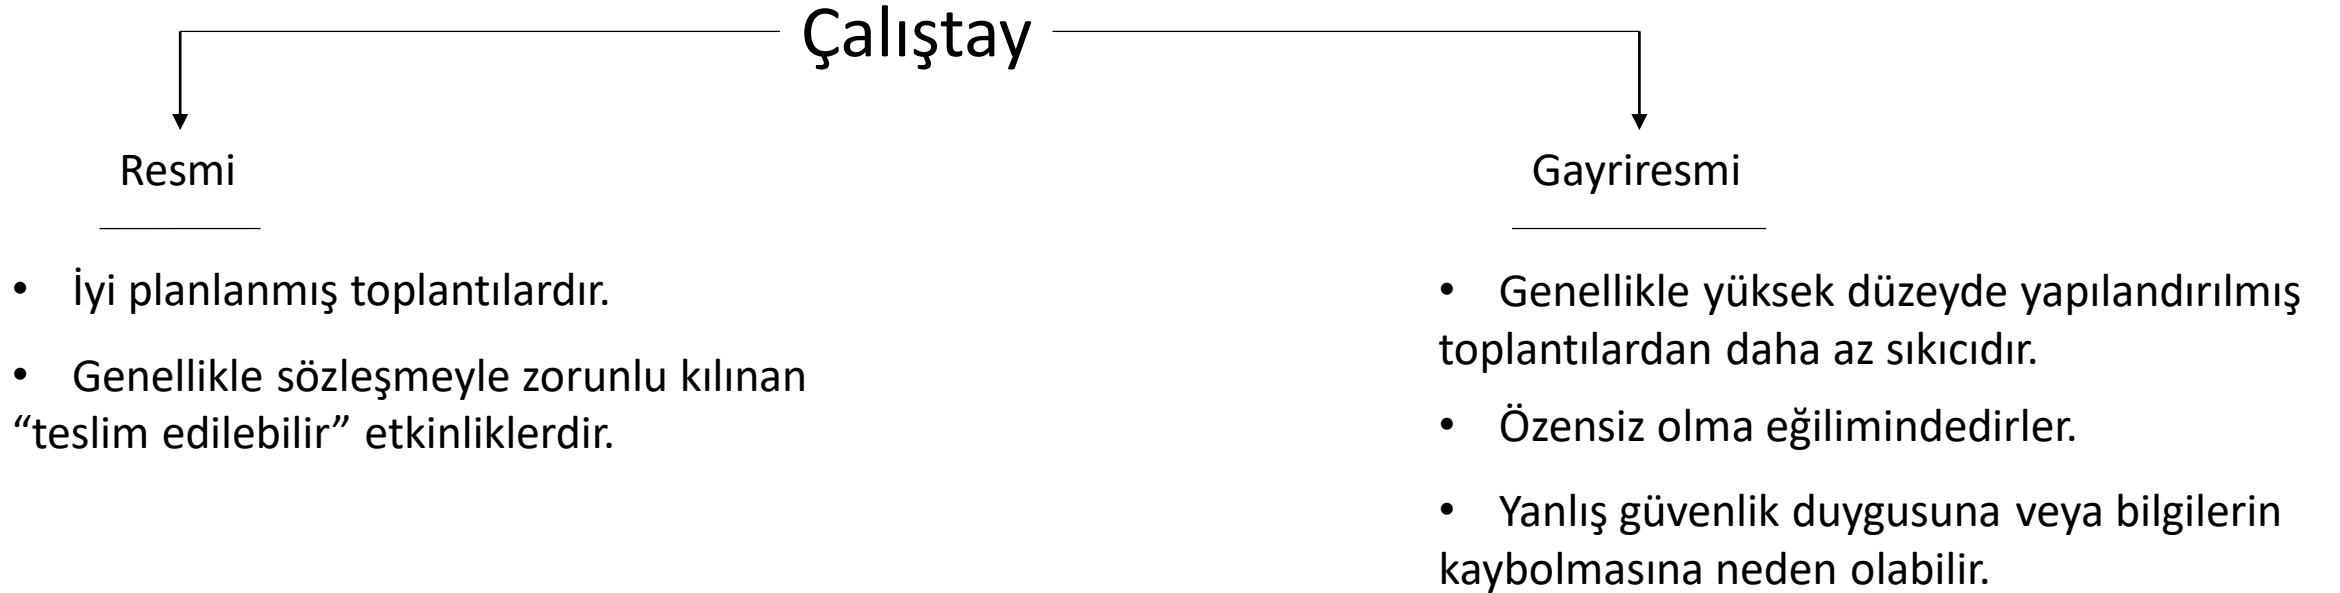 Çalıştay
Resmi
• İyi planlanmış toplantılardır.
• Genellikle sözleşmeyle zorunlu kılınan
“teslim edilebilir” etkinliklerdir.
Gayriresmi
• Genellikle yüksek düzeyde yapılandırılmış
toplantılardan daha az sıkıcıdır.
• Özensiz olma eğilimindedirler.
• Yanlış güvenlik duygusuna veya bilgilerin
kaybolmasına neden olabilir.